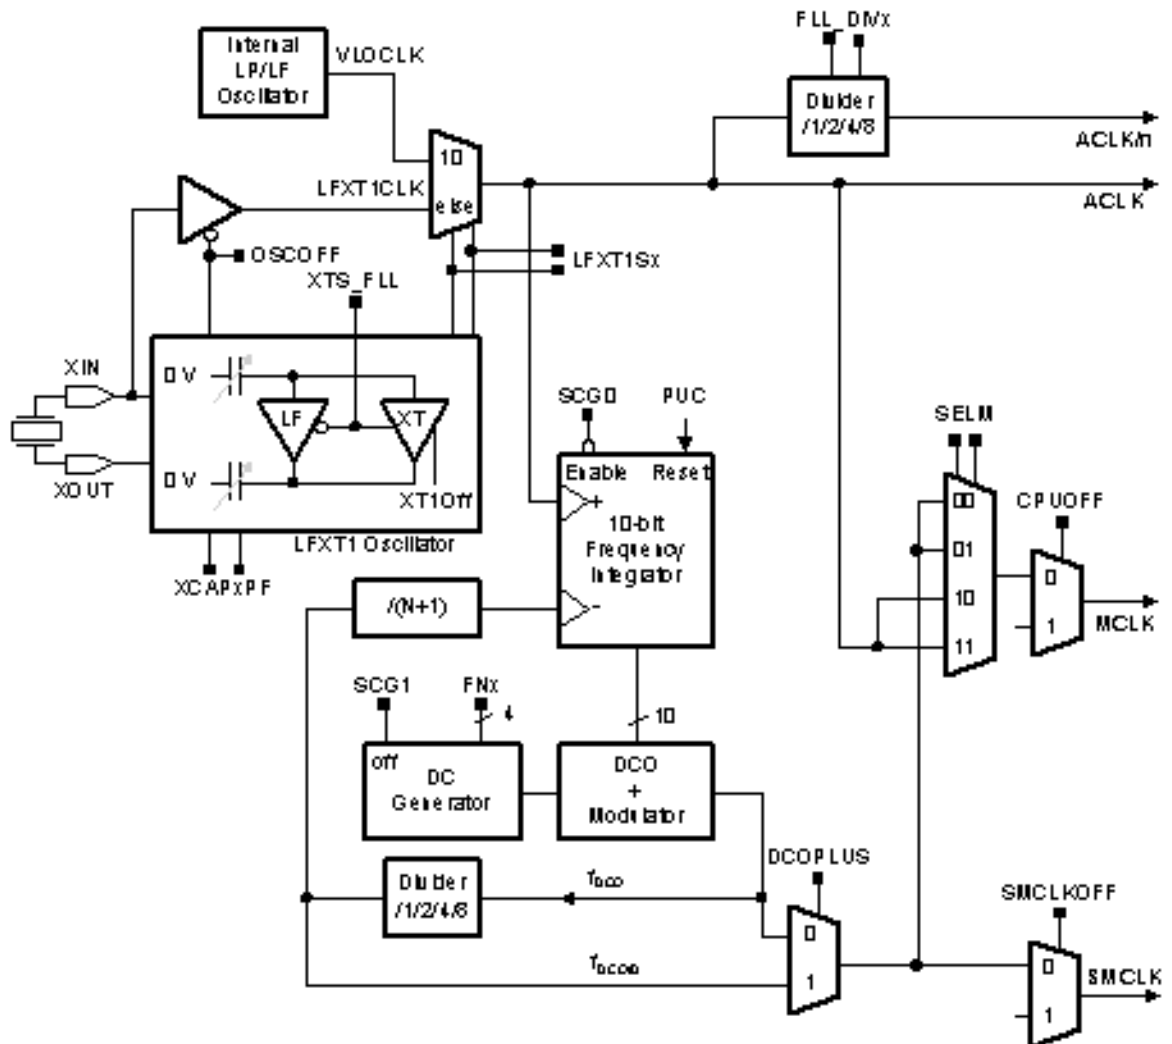 FLL_DIVx
Internal
LP/LF
Oscillator
VLOCLK
Divider
/1/2/4/8
ACLK/n
10
LFXT1CLK
else
ACLK
OSCOFF
LFXT1Sx
XTS_FLL
XIN
0 V
LF
XT
SCG0
PUC
SELM
XOUT
0 V
XT1Off
LFXT1 Oscillator
Enable
Reset
+
10-bit
Frequency
Integrator
-
00
01
10
11
CPUOFF
0
1
MCLK
XCAPxPF
/(N+1)
SCG1
FNx
4
10
off
DC
Generator
DCO
+
Modulator
DCOPLUS
Divider
/1/2/4/8
fDCO
0
1
fDCO/D
SMCLKOFF
0
1
SMCLK